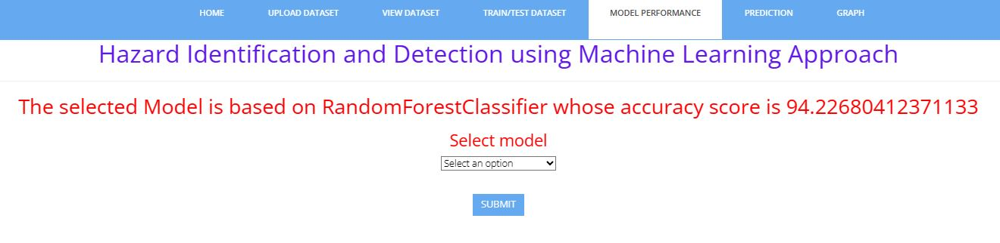 HOME UPLOAD DATASET VIEW DATASET TRAIN/TEST DATASET MODEL PERFORMANCE PREDICTION GRAPH
Hazard Identification and Detection using Machine Learning Approach
The selected Model is based on RandomForestClassifier whose accuracy score is 94.22680412371133
Select model
Select an option
SUBMIT